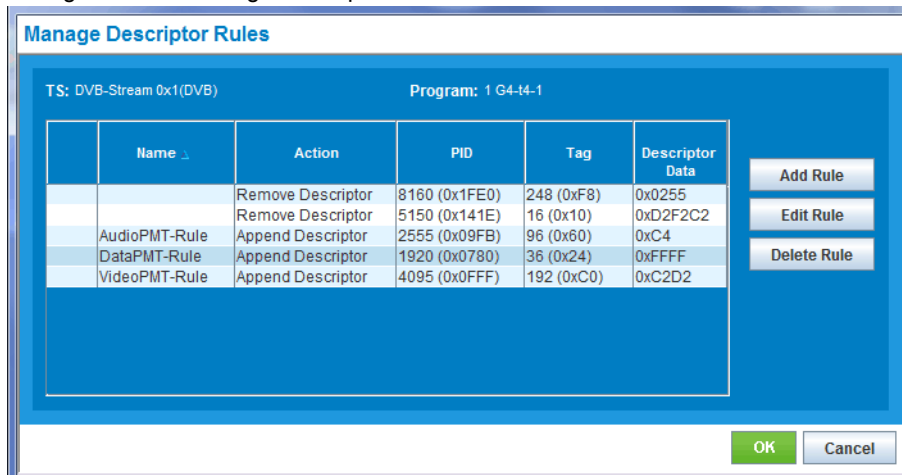 Manage Descriptor Rules
TS: DVB-Stream 0x1(DVB) Program: 1 G4-t4-1
Name Action PID Tag Descriptor Data
Remove Descriptor 8160 (0x1FE0) 248 (0xF8) 0x0255
Remove Descriptor 5150 (0x141E) 16 (0x10) 0xD2F2C2
AudioPMT-Rule Append Descriptor 2555 (0x09FB) 96 (0x60) 0xC4
DataPMT-Rule Append Descriptor 1920 (0x0780) 36 (0x24) 0xFFFF
VideoPMT-Rule Append Descriptor 4095 (0x0FFF) 192 (0xC0) 0xC2D2
Add Rule
Edit Rule
Delete Rule
OK Cancel